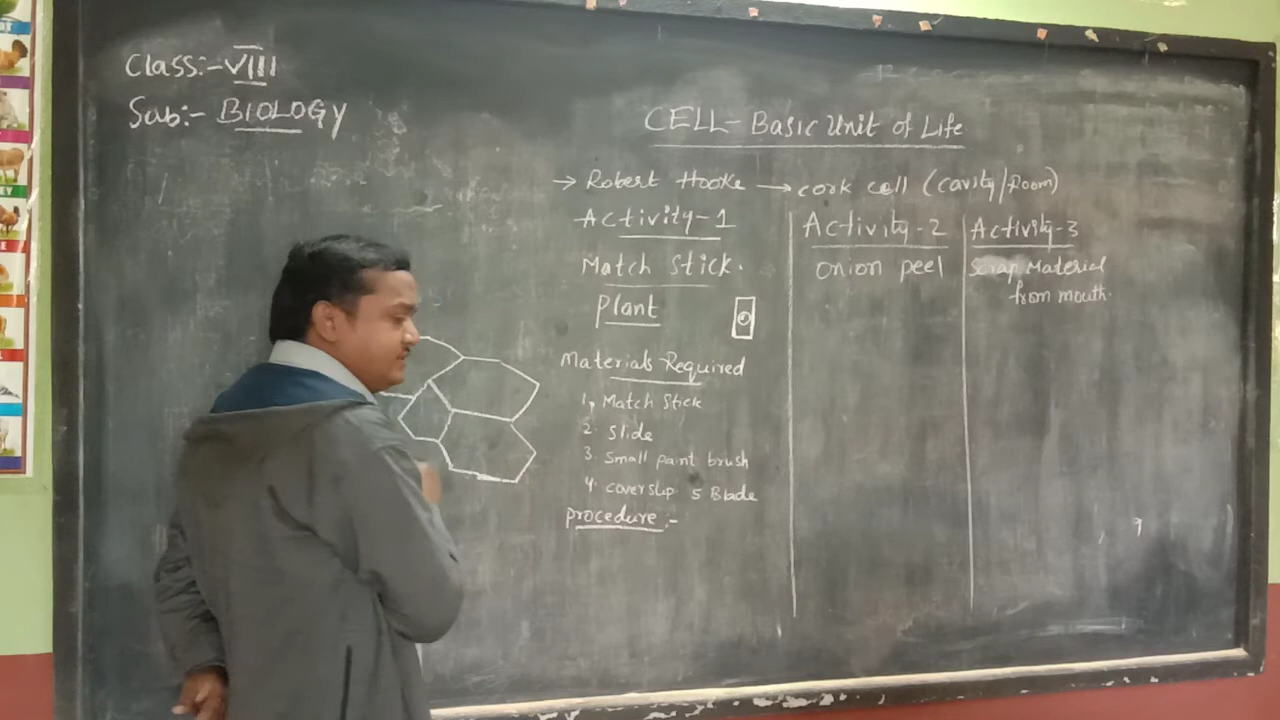 Class:- VIII
Sub:- BIOLOGY
CELL - Basic Unit of Life
→ Robert Hooke → cork cell (cavity/Room)
Activity-1
Match Stick.
Plant
Materials Required
1, Match Stick
2. Slide
3. Small paint brush
4. coverslip 5 Blade
procedure:-
Activity-2
onion peel
Activity-3
Scrap Material
from mouth.